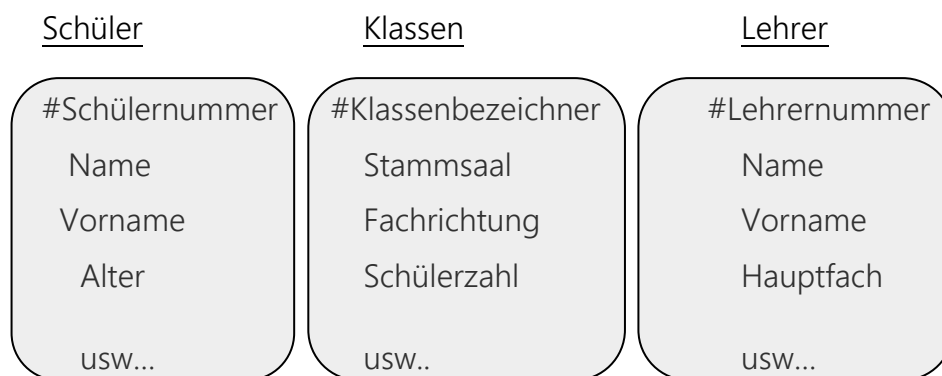 Schüler
#Schülernummer
Name
Vorname
Alter
usw...
Klassen
#Klassenbezeichner
Stammsaal
Fachrichtung
Schülerzahl
usw..
Lehrer
#Lehrernummer
Name
Vorname
Hauptfach
usw...